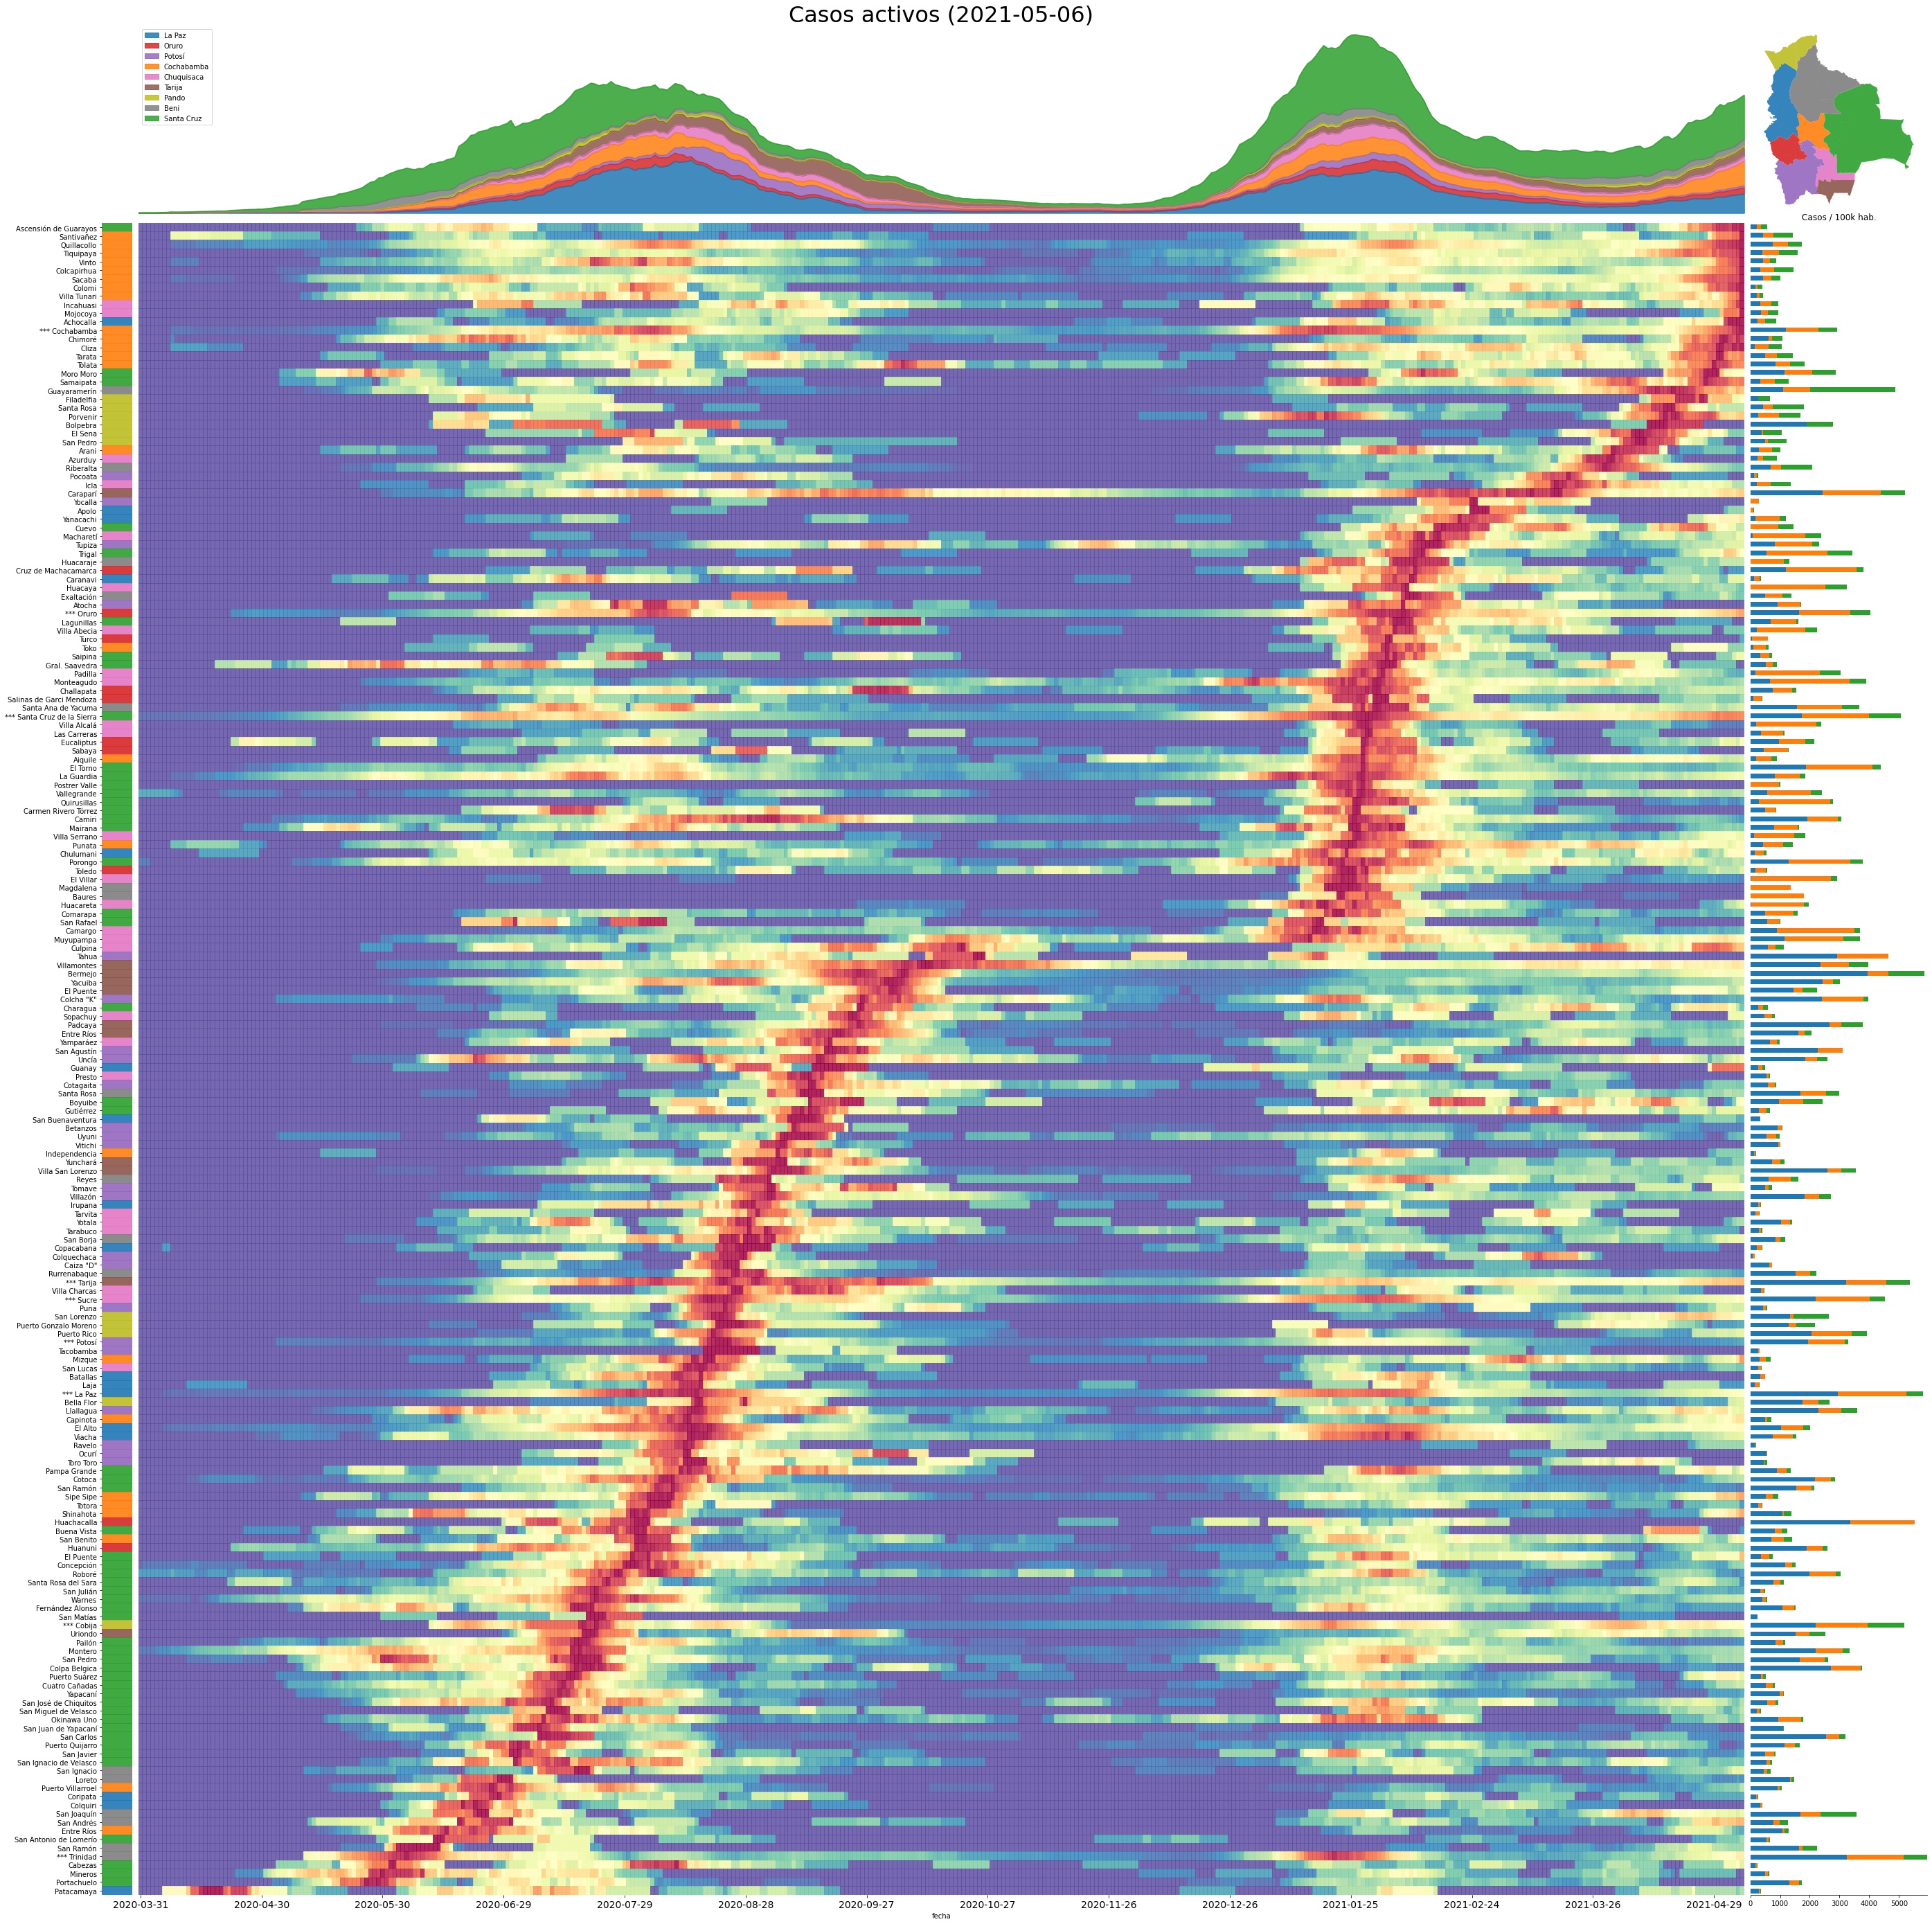 Casos activos (2021-05-06)
La Paz
Oruro
Potosí
Cochabamba
Chuquisaca
Tarija
Pando
Beni
Santa Cruz
Casos / 100k hab.
Ascensión de Guarayos
Santivañez
Quillacollo
Tiquipaya
Vinto
Colcapirhua
Sacaba
Colomi
Villa Tunari
Incahuasi
Mojocoya
Achocalla
*** Cochabamba
Chimoré
Cliza
Tarata
Tolata
Moro Moro
Samaipata
Guayaramerín
Filadelfia
Santa Rosa
Porvenir
Bolpebra
El Sena
San Pedro
Arani
Azurduy
Riberalta
Pocoata
Icla
Caraparí
Yocalla
Apolo
Yanacachi
Cuevo
Macharetí
Tupiza
Trigal
Huacaraje
Cruz de Machacamarca
Caranavi
Huacaya
Exaltación
Atocha
*** Oruro
Lagunillas
Villa Abecia
Turco
Toko
Saipina
Gral. Saavedra
Padilla
Monteagudo
Challapata
Salinas de Garci Mendoza
Santa Ana de Yacuma
*** Santa Cruz de la Sierra
Villa Alcalá
Las Carreras
Eucaliptus
Sabaya
Aiquile
El Torno
La Guardia
Postrer Valle
Vallegrande
Quirusillas
Carmen Rivero Tórrez
Camiri
Mairana
Villa Serrano
Punata
Chulumani
Porongo
Toledo
El Villar
Magdalena
Baures
Huacareta
Comarapa
San Rafael
Camargo
Muyupampa
Culpina
Tahua
Villamontes
Bermejo
Yacuiba
El Puente
Colcha "K"
Charagua
Sopachuy
Padcaya
Entre Ríos
Yamparáez
San Agustín
Uncía
Guanay
Presto
Cotagaita
Santa Rosa
Boyuibe
Gutiérrez
San Buenaventura
Betanzos
Uyuni
Vitichi
Independencia
Yunchará
Villa San Lorenzo
Reyes
Tomave
Villazón
Irupana
Tarvita
Yotala
Tarabuco
San Borja
Copacabana
Colquechaca
Caiza "D"
Rurrenabaque
*** Tarija
Villa Charcas
*** Sucre
Puna
San Lorenzo
Puerto Gonzalo Moreno
Puerto Rico
*** Potosí
Tacobamba
Mizque
San Lucas
Batallas
Laja
*** La Paz
Bella Flor
Llallagua
Capinota
El Alto
Viacha
Ravelo
Ocurí
Toro Toro
Pampa Grande
Cotoca
San Ramón
Sipe Sipe
Totora
Shinahota
Huachacalla
Buena Vista
San Benito
Huanuni
El Puente
Concepción
Roboré
Santa Rosa del Sara
San Julián
Warnes
Fernández Alonso
San Matías
*** Cobija
Uriondo
Pailón
Montero
San Pedro
Colpa Belgica
Puerto Suárez
Cuatro Cañadas
Yapacaní
San José de Chiquitos
San Miguel de Velasco
Okinawa Uno
San Juan de Yapacaní
San Carlos
Puerto Quijarro
San Javier
San Ignacio de Velasco
San Ignacio
Loreto
Puerto Villarroel
Coripata
Colquiri
San Joaquín
San Andrés
Entre Ríos
San Antonio de Lomerío
San Ramón
*** Trinidad
Cabezas
Mineros
Portachuelo
Patacamaya
2020-03-31 2020-04-30 2020-05-30 2020-06-29 2020-07-29 2020-08-28 2020-09-27 2020-10-27 2020-11-26 2020-12-26 2021-01-25 2021-02-24 2021-03-26 2021-04-29
0 1000 2000 3000 4000 5000
fecha